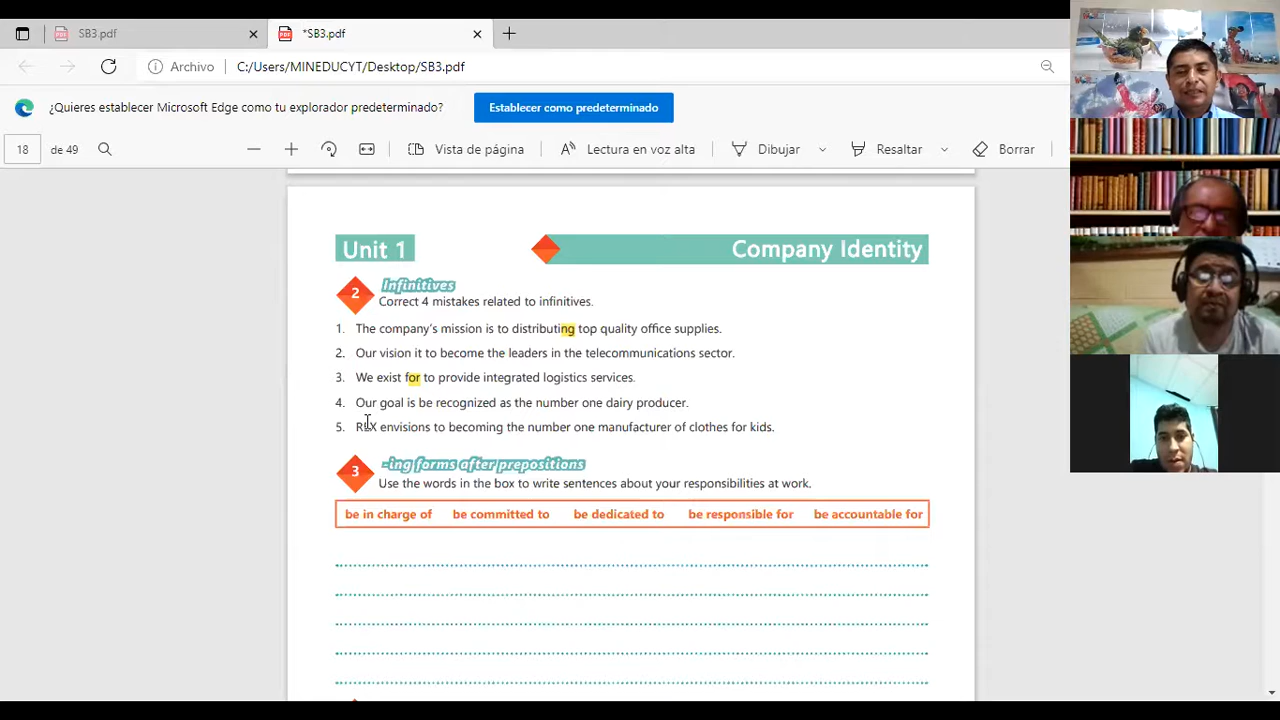 SB3.pdf
*SB3.pdf
Archivo
C:/Users/MINEDUCYT/Desktop/SB3.pdf
¿Quieres establecer Microsoft Edge como tu explorador predeterminado?
Establecer como predeterminado
18
de 49
Vista de página
Lectura en voz alta
Dibujar
Resaltar
Borrar
Unit 1
Company Identity
2
Infinitives
Correct 4 mistakes related to infinitives.
1. The company's mission is to distributing top quality office supplies.
2. Our vision it to become the leaders in the telecommunications sector.
3. We exist for to provide integrated logistics services.
4. Our goal is be recognized as the number one dairy producer.
5. REX envisions to becoming the number one manufacturer of clothes for kids.
3
-ing forms after prepositions
Use the words in the box to write sentences about your responsibilities at work.
be in charge of be committed to be dedicated to be responsible for be accountable for